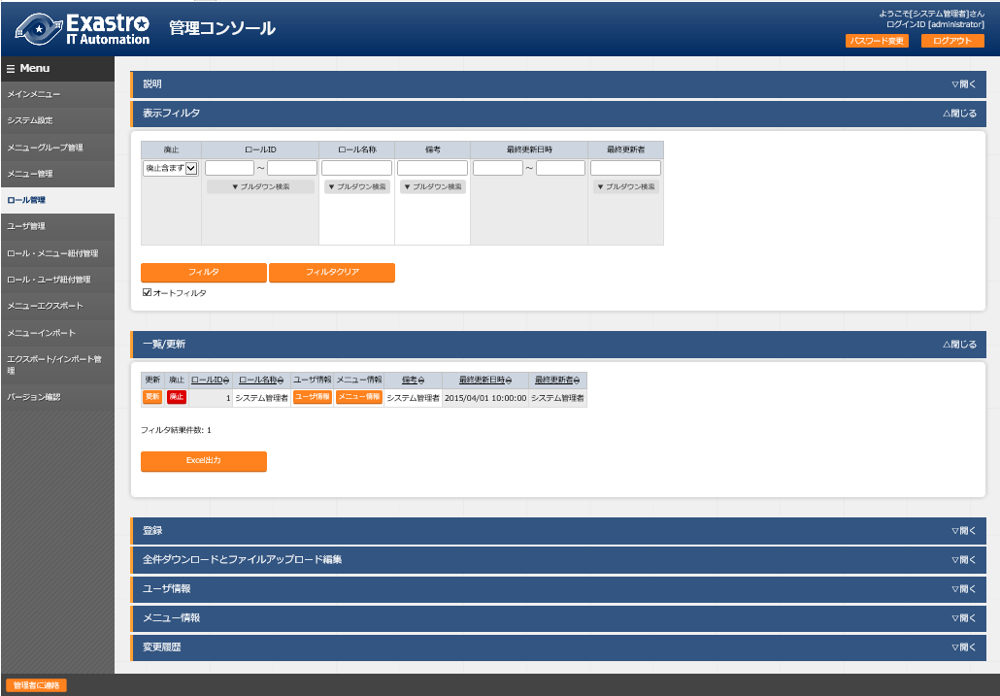 Exastro
IT Automation
管理コンソール
ようこそ[システム管理者]さん
ログインID [administrator]
パスワード変更 ログアウト
Menu
メインメニュー
システム設定
メニューグループ管理
メニュー管理
ロール管理
ユーザ管理
ロール・メニュー紐付管理
ロール・ユーザ紐付管理
メニューエクスポート
メニューインポート
エクスポート/インポート管
理
バージョン確認
説明 ▽開く
表示フィルタ △閉じる
廃止 ロールID ロール名称 備考 最終更新日時 最終更新者
廃止含まず ～ ～
▼ プルダウン検索 ▼ プルダウン検索 ▼ プルダウン検索 ▼ プルダウン検索
フィルタ フィルタクリア
オートフィルタ
一覧/更新 △閉じる
更新 廃止 ロールID ロール名称 ユーザ情報 メニュー情報 備考 最終更新日時 最終更新者
更新 廃止 1 システム管理者 ユーザ情報 メニュー情報 システム管理者 2015/04/01 10:00:00 システム管理者
フィルタ結果件数: 1
Excel出力
登録 ▽開く
全件ダウンロードとファイルアップロード編集 ▽開く
ユーザ情報 ▽開く
メニュー情報 ▽開く
変更履歴 ▽開く
管理者に連絡